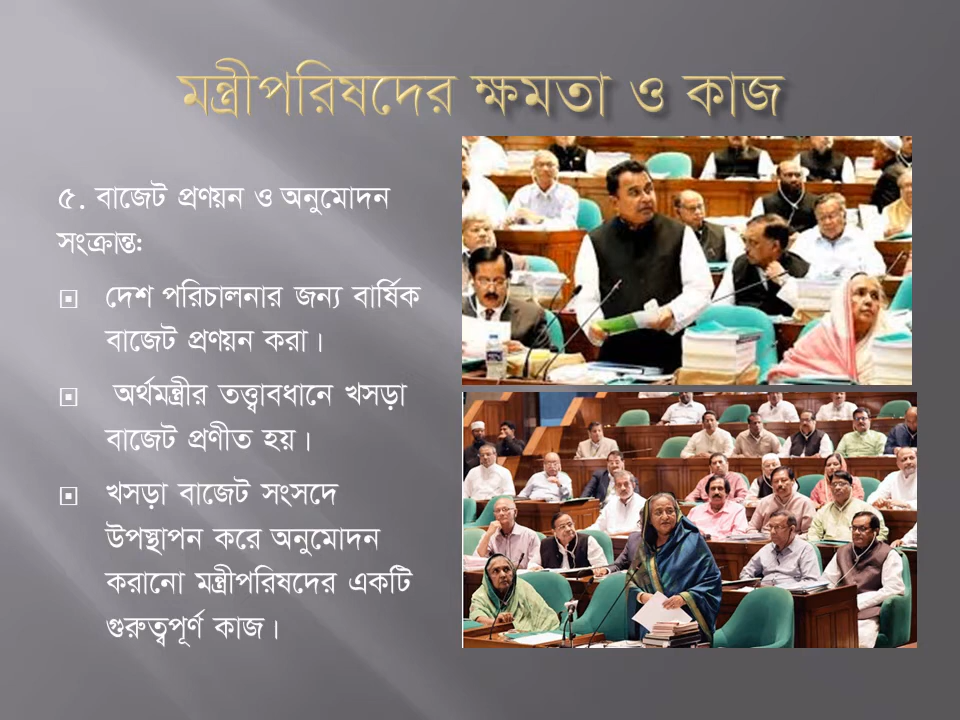 মন্ত্রীপরিষদের ক্ষমতা ও কাজ
৫. বাজেট প্রণয়ন ও অনুমোদন
সংক্রান্ত:
দেশ পরিচালনার জন্য বার্ষিক
বাজেট প্রণয়ন করা।
অর্থমন্ত্রীর তত্ত্বাবধানে খসড়া
বাজেট প্রণীত হয়।
খসড়া বাজেট সংসদে
উপস্থাপন করে অনুমোদন
করানো মন্ত্রীপরিষদের একটি
গুরুত্বপূর্ণ কাজ।